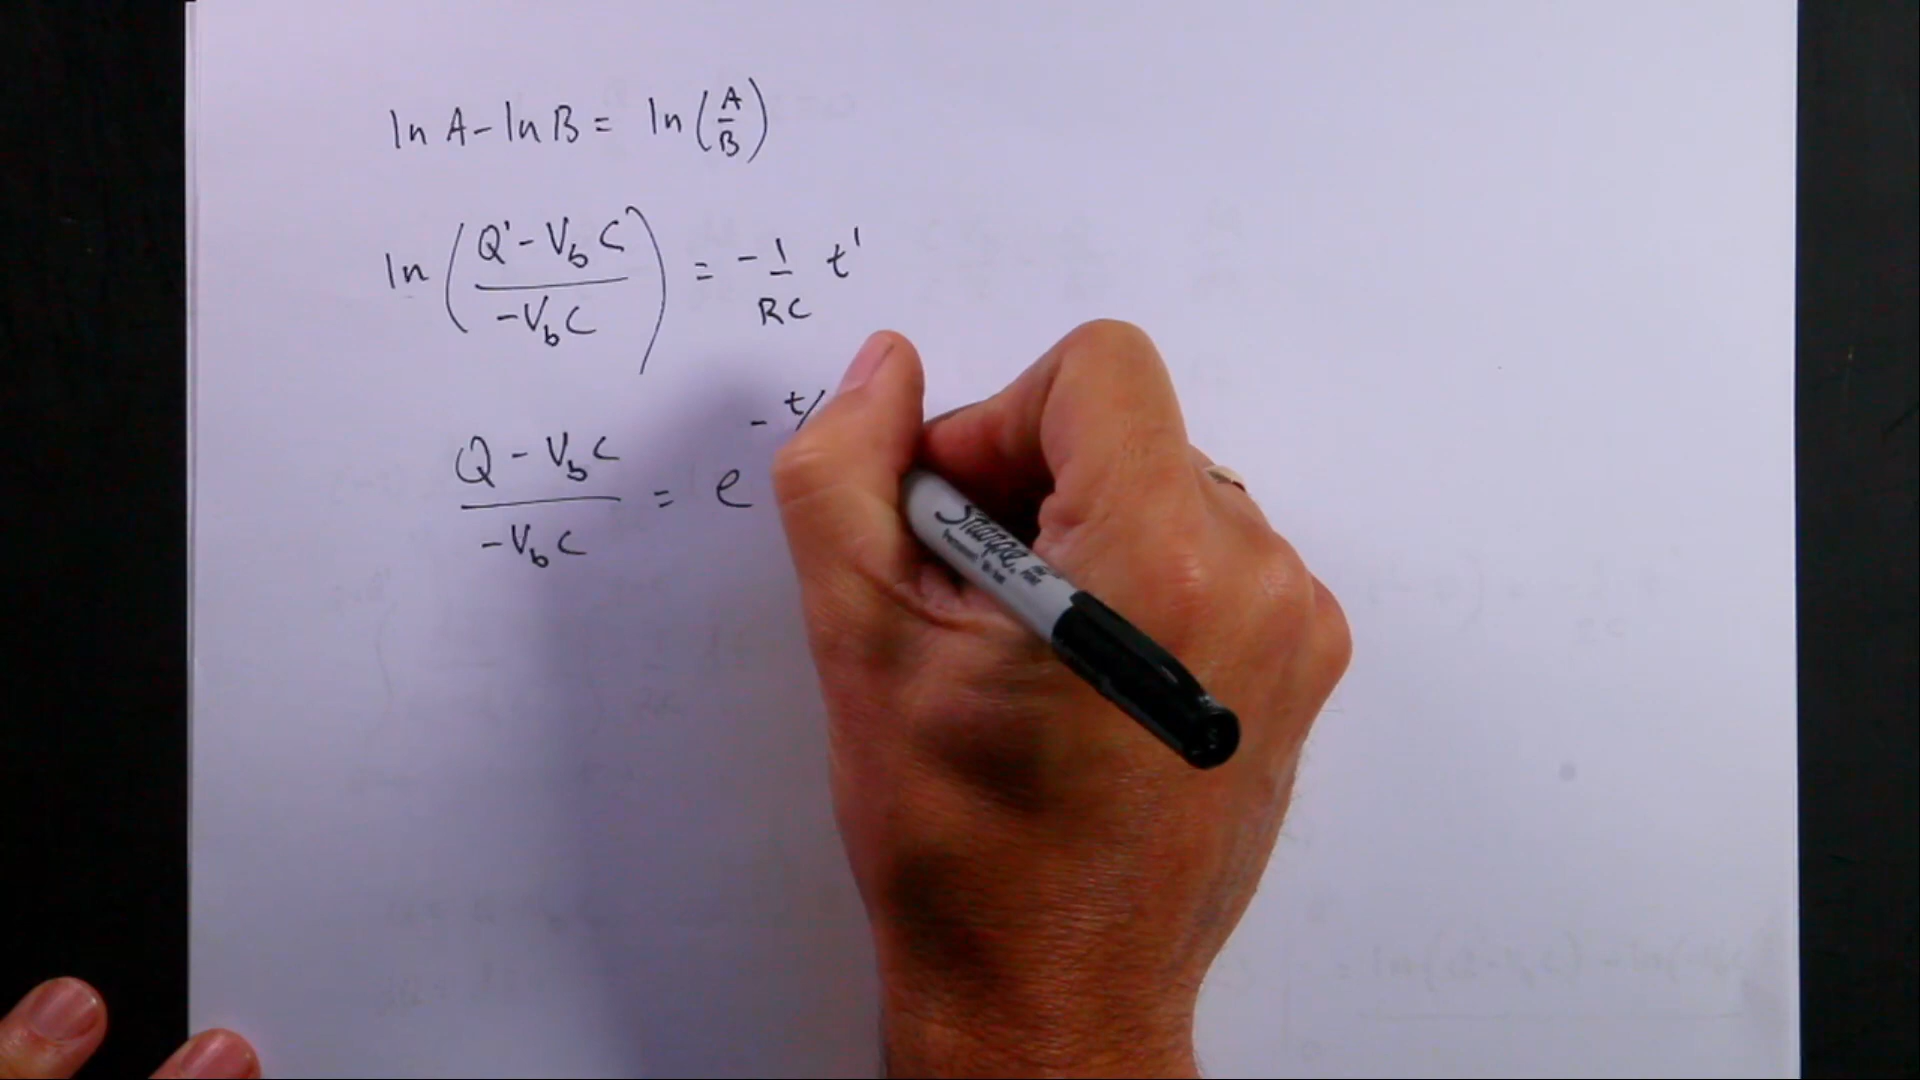 ln A - ln B = ln(A/B)
ln((Q' - V_b C)/(-V_b C)) = -1/RC t'
(Q - V_b C)/(-V_b C) = e^(-t/
Sharpie.